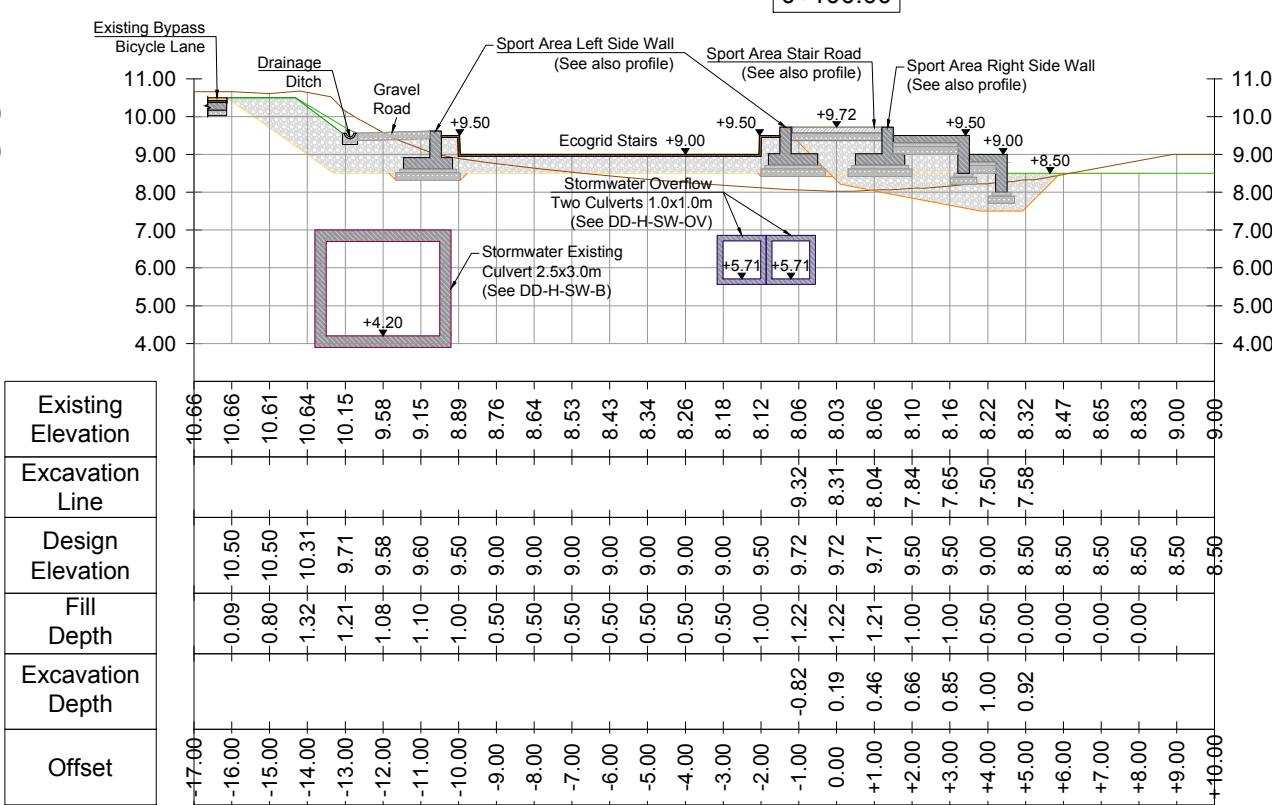 Existing Bypass
Bicycle Lane
Drainage
Ditch
Gravel
Road
Sport Area Left Side Wall
(See also profile)
Sport Area Stair Road
(See also profile)
Sport Area Right Side Wall
(See also profile)
11.00
10.00
9.00
8.00
7.00
6.00
5.00
4.00
+9.50
Ecogrid Stairs
+9.00
+9.50
+9.72
+9.50
+9.00
+8.50
Stormwater Overflow
Two Culverts 1.0x1.0m
(See DD-H-SW-OV)
+5.71
+5.71
Stormwater Existing
Culvert 2.5x3.0m
(See DD-H-SW-B)
+4.20
9.00
8.00
7.00
6.00
5.00
4.00
Existing
Elevation
10.66 10.66 10.61 10.64 10.15 9.58 9.15 8.89 8.76 8.64 8.53 8.43 8.34 8.26 8.18 8.12 8.06 8.03 8.06 8.10 8.16 8.22 8.32 8.47 8.65 8.83 9.00 9.00
Excavation
Line
9.32 8.31 8.04 7.84 7.65 7.50 7.58
Design
Elevation
10.50 10.50 10.31 9.71 9.58 9.60 9.50 9.00 9.00 9.00 9.00 9.00 9.00 9.00 9.50 9.72 9.72 9.71 9.50 9.50 9.00 8.50 8.50 8.50 8.50 8.50 8.50
Fill
Depth
0.09 0.80 1.32 1.21 1.08 1.10 1.00 0.50 0.50 0.50 0.50 0.50 0.50 0.50 1.00 1.22 1.22 1.21 1.00 1.00 0.50 0.00 0.00 0.00 0.00
Excavation
Depth
-0.82 0.19 0.46 0.66 0.85 1.00 0.92
Offset
-17.00 -16.00 -15.00 -14.00 -13.00 -12.00 -11.00 -10.00 -9.00 -8.00 -7.00 -6.00 -5.00 -4.00 -3.00 -2.00 -1.00 0.00 +1.00 +2.00 +3.00 +4.00 +5.00 +6.00 +7.00 +8.00 +9.00 +10.00